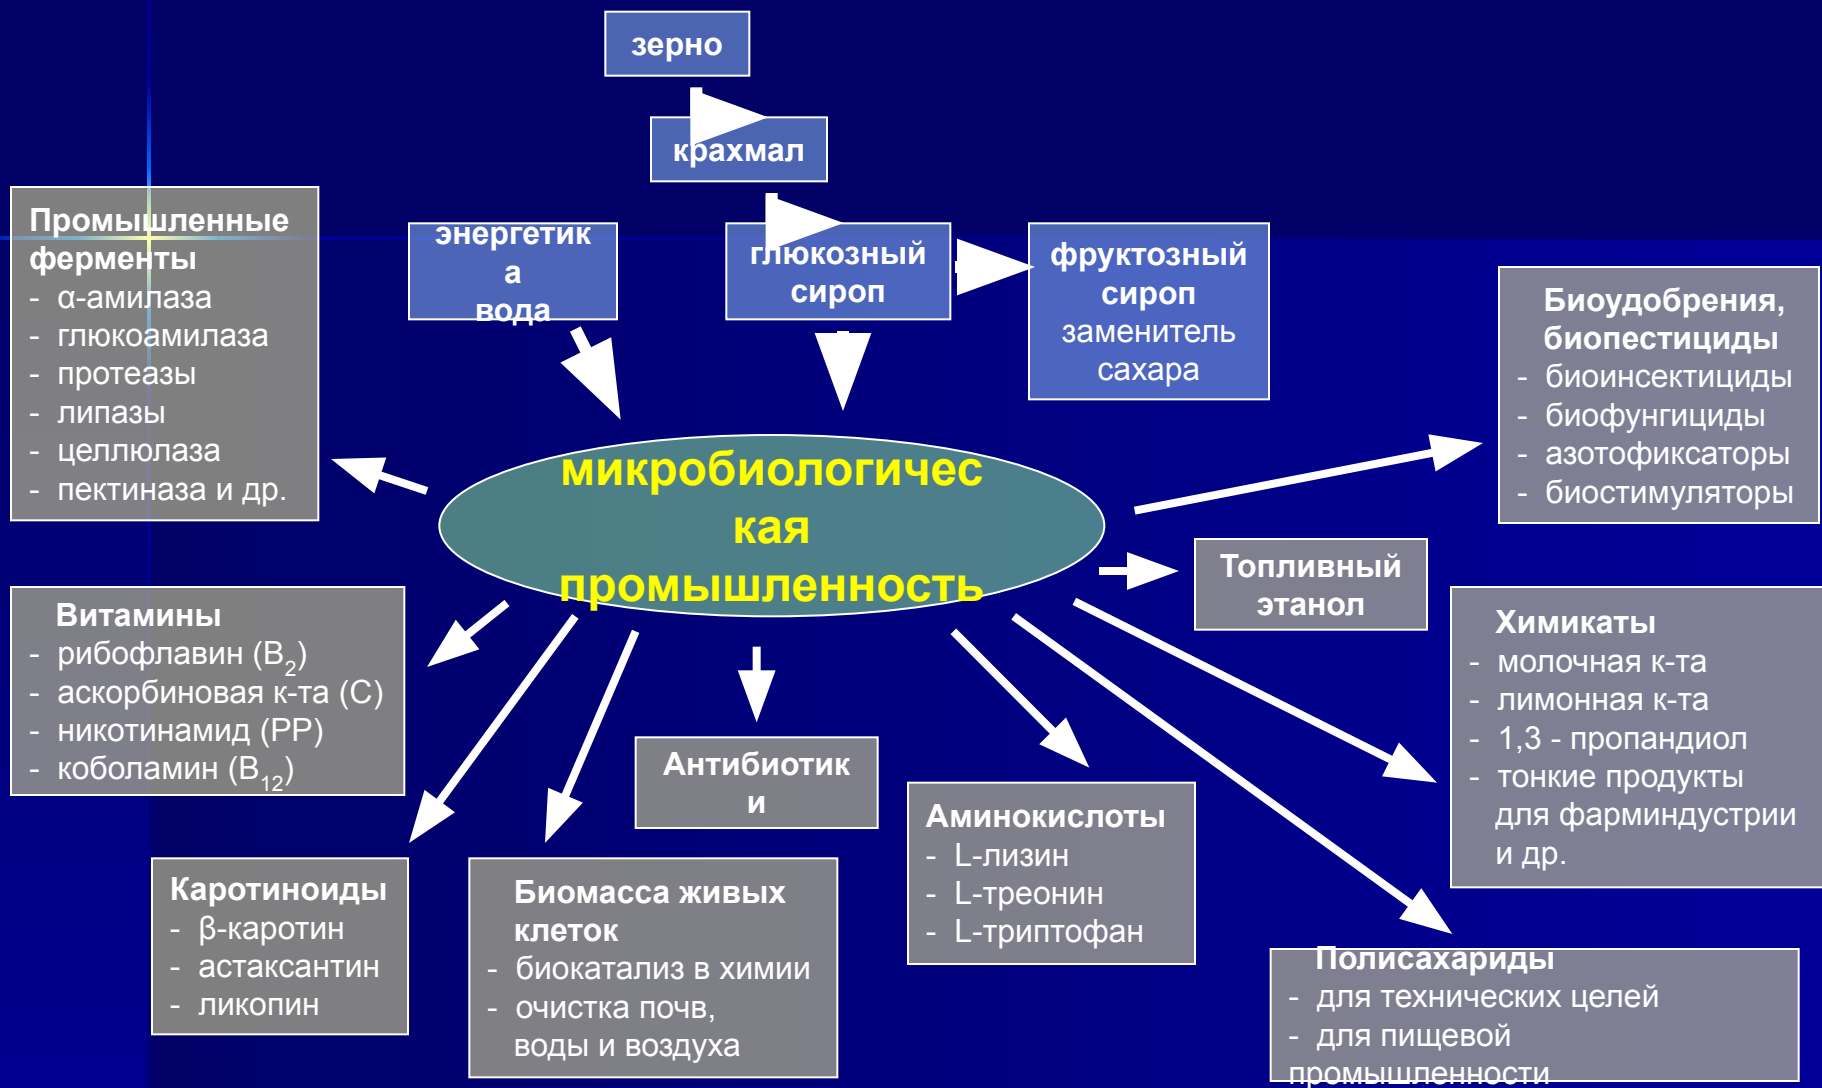 зерно
крахмал
Промышленные
ферменты
- α-амилаза
- глюкоамилаза
- протеазы
- липазы
- целлюлаза
- пектиназа и др.
энергетик
а
вода
глюкозный
сироп
фруктозный
сироп
заменитель
сахара
Биоудобрения,
биопестициды
- биоинсектициды
- биофунгициды
- азотофиксаторы
- биостимуляторы
микробиологичес
кая
промышленность
Топливный
этанол
Витамины
- рибофлавин (В2)
- аскорбиновая к-та (С)
- никотинамид (РР)
- коболамин (В12)
Химикаты
- молочная к-та
- лимонная к-та
- 1,3 - пропандиол
- тонкие продукты
для фарминдустрии
и др.
Антибиотик
и
Аминокислоты
- L-лизин
- L-треонин
- L-триптофан
Каротиноиды
- β-каротин
- астаксантин
- ликопин
Биомасса живых
клеток
- биокатализ в химии
- очистка почв,
воды и воздуха
Полисахариды
- для технических целей
- для пищевой
промышленности